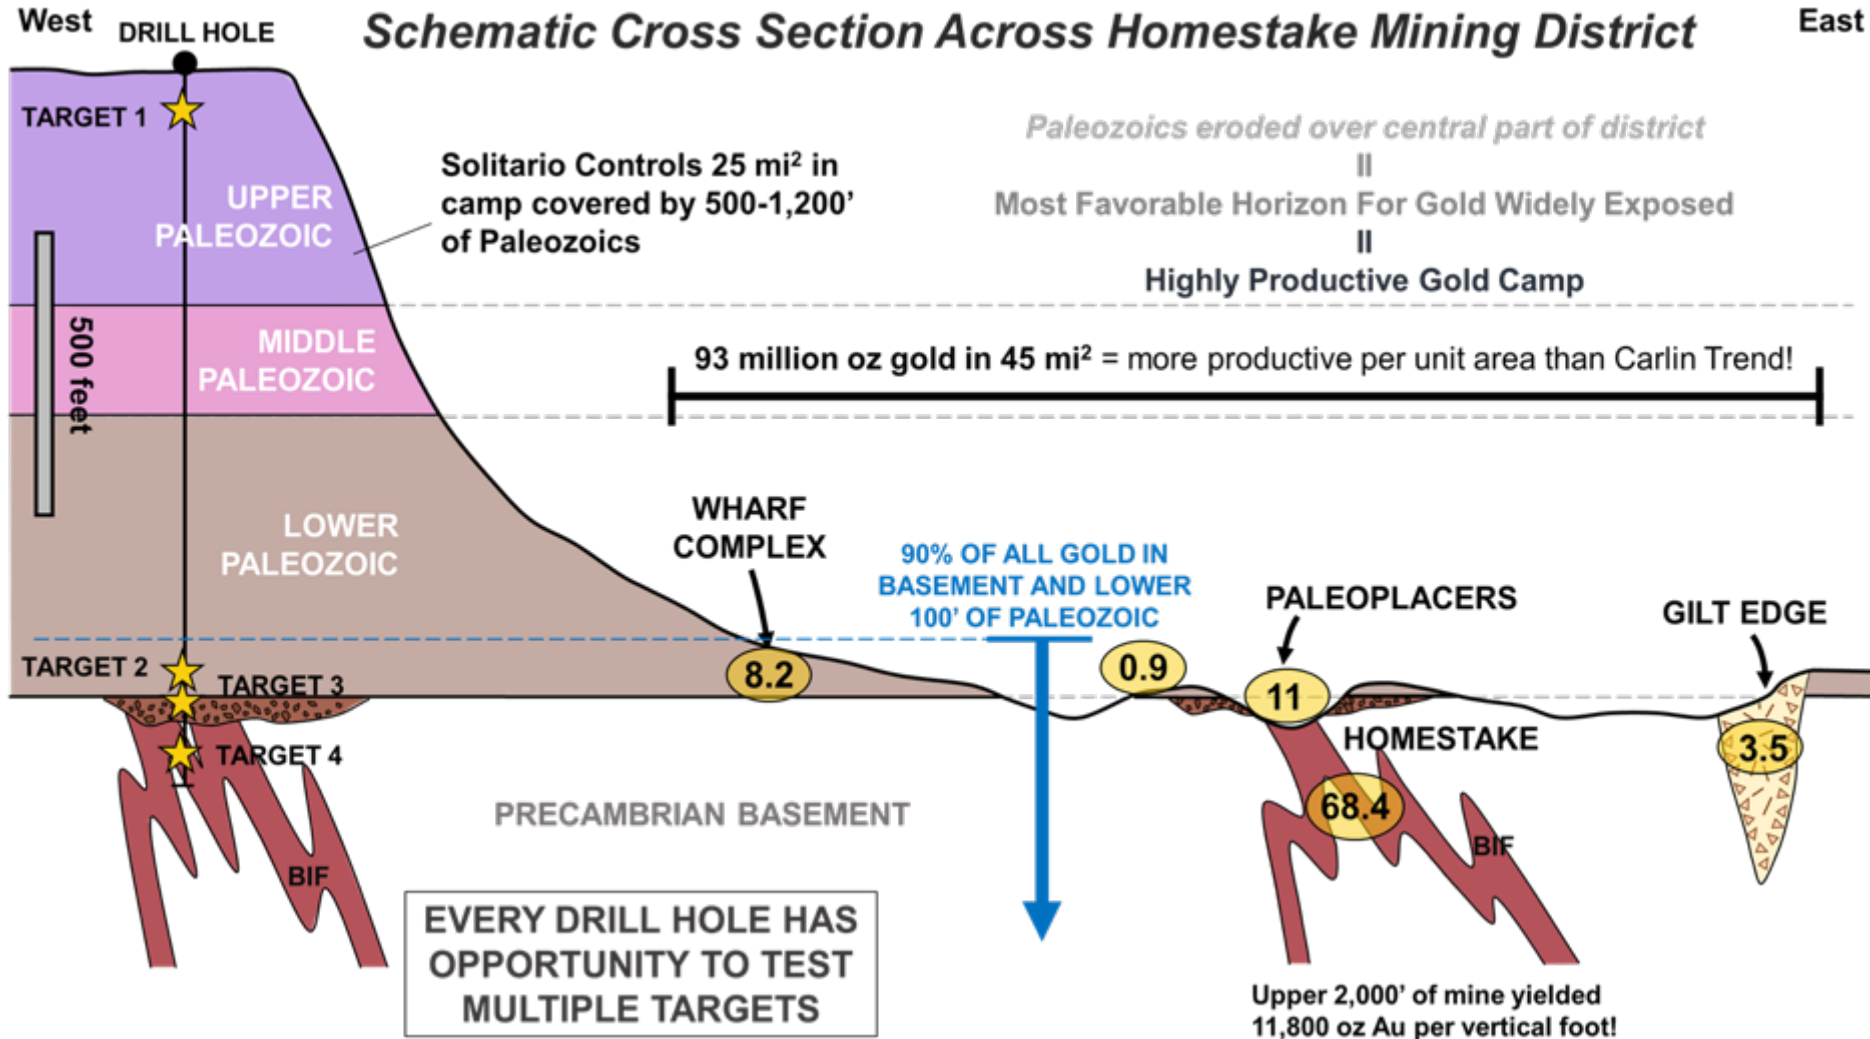 West
DRILL HOLE
Schematic Cross Section Across Homestake Mining District
East
TARGET 1
UPPER
PALEOZOIC
Solitario Controls 25 mi² in
camp covered by 500-1,200'
of Paleozoics
Paleozoics eroded over central part of district
II
Most Favorable Horizon For Gold Widely Exposed
II
Highly Productive Gold Camp
500 feet
MIDDLE
PALEOZOIC
93 million oz gold in 45 mi² = more productive per unit area than Carlin Trend!
LOWER
PALEOZOIC
WHARF
COMPLEX
8.2
90% OF ALL GOLD IN
BASEMENT AND LOWER
100' OF PALEOZOIC
0.9
PALEOPLACERS
11
GILT EDGE
3.5
TARGET 2
TARGET 3
TARGET 4
HOMESTAKE
68.4
BIF
BIF
PRECAMBRIAN BASEMENT
EVERY DRILL HOLE HAS
OPPORTUNITY TO TEST
MULTIPLE TARGETS
Upper 2,000' of mine yielded
11,800 oz Au per vertical foot!